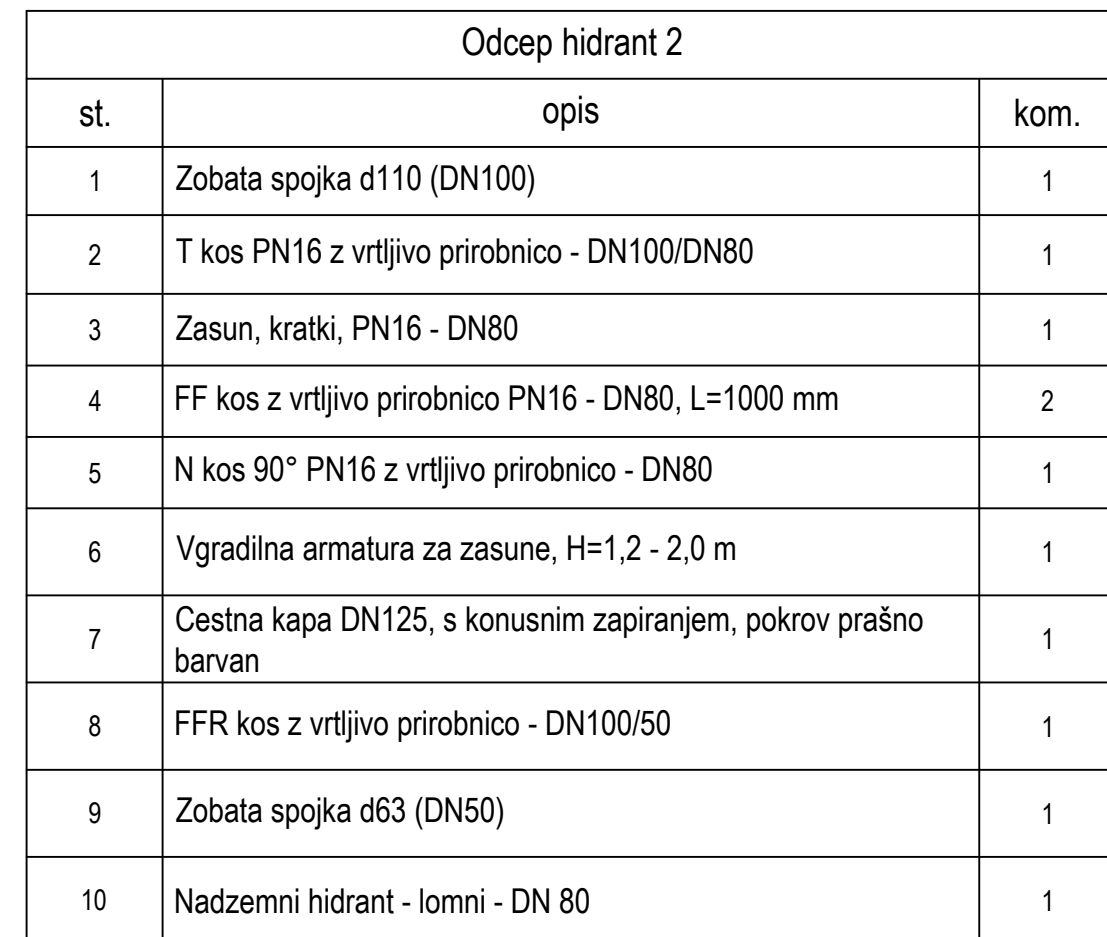 Odcep hidrant 2
st. opis kom.
1 Zobata spojka d110 (DN100) 1
2 T kos PN16 z vrtljivo prirobnico - DN100/DN80 1
3 Zasun, kratki, PN16 - DN80 1
4 FF kos z vrtljivo prirobnico PN16 - DN80, L=1000 mm 2
5 N kos 90° PN16 z vrtljivo prirobnico - DN80 1
6 Vgradilna armatura za zasune, H=1,2 - 2,0 m 1
7 Cestna kapa DN125, s konusnim zapiranjem, pokrov prašno 1
barvan
8 FFR kos z vrtljivo prirobnico - DN100/50 1
9 Zobata spojka d63 (DN50) 1
10 Nadzemni hidrant - lomni - DN 80 1